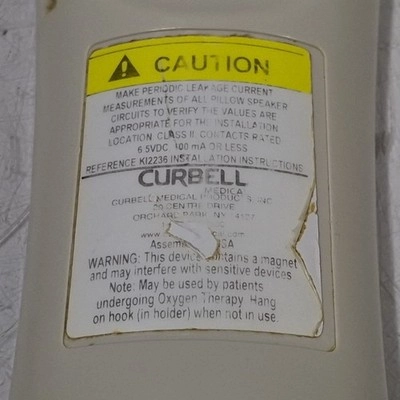 CAUTION
MAKE PERIODIC LEAKAGE CURRENT
MEASUREMENTS OF ALL PILLOW SPEAKER
CIRCUITS TO VERIFY THE VALUES ARE
APPROPRIATE FOR THE INSTALLATION
LOCATION. CLASS II. CONTACTS RATED
6.5VDC 100 mA OR LESS
REFERENCE KI2236 INSTALLATION INSTRUCTIONS
CURBELL
MEDICA
CURBELL MEDICAL PRODUCTS, INC
CENTRE DRIVE
ORCHARD PARK, NY
www.
Assem
WARNING: This device contains a magnet
and may interfere with sensitive devices
Note: May be used by patients
undergoing Oxygen Therapy. Hang
on hook (in holder) when not in use.